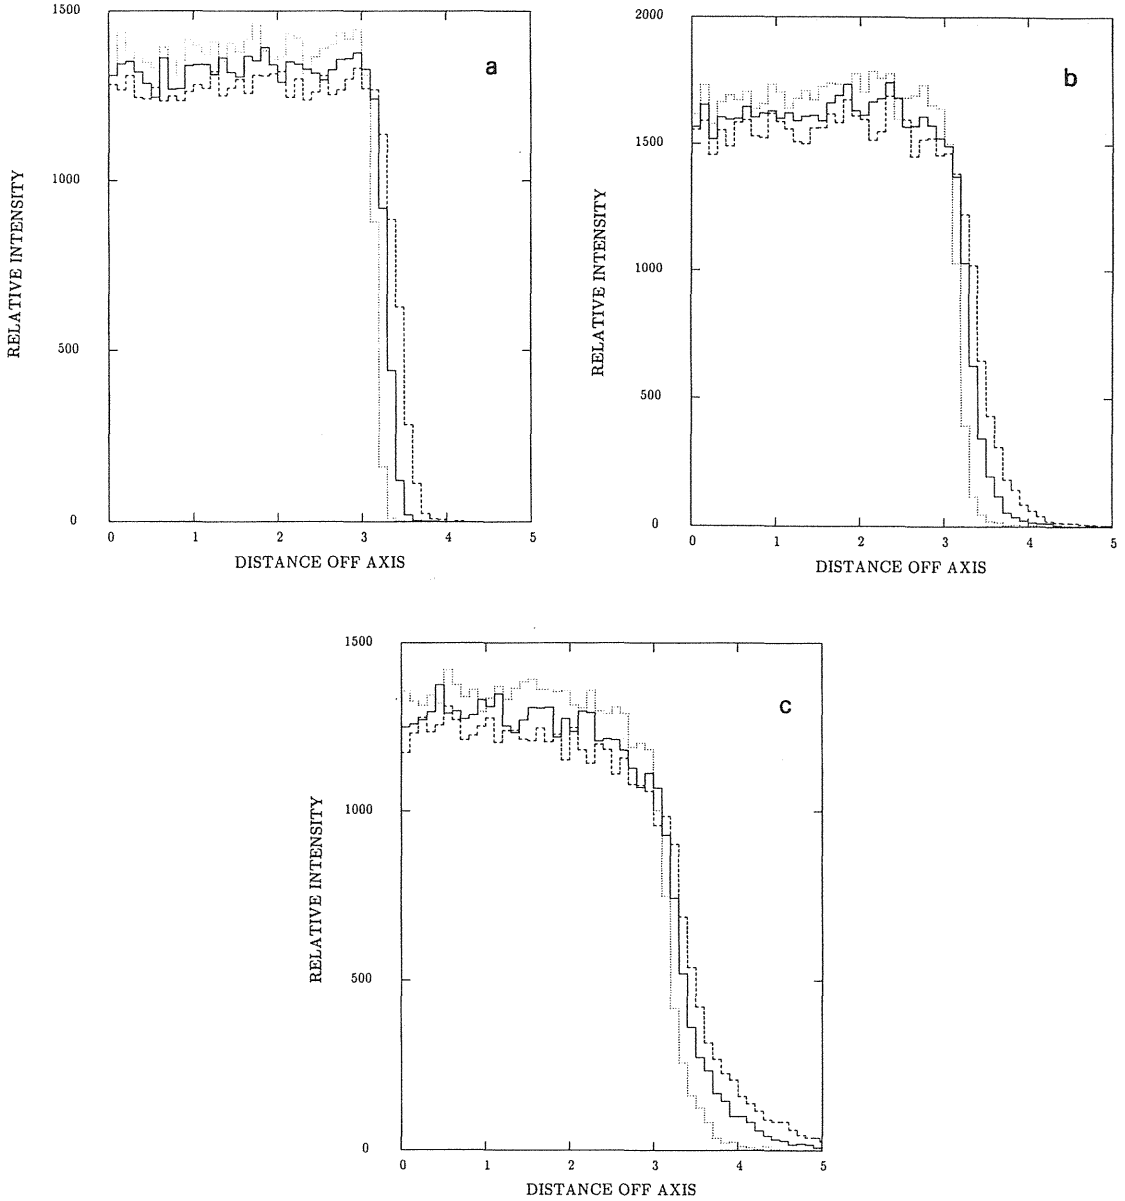 1500
1000
500
0
RELATIVE INTENSITY
0 1 2 3 4 5
DISTANCE OFF AXIS
a
2000
1500
1000
500
0
RELATIVE INTENSITY
0 1 2 3 4 5
DISTANCE OFF AXIS
b
1500
1000
500
0
RELATIVE INTENSITY
0 1 2 3 4 5
DISTANCE OFF AXIS
c